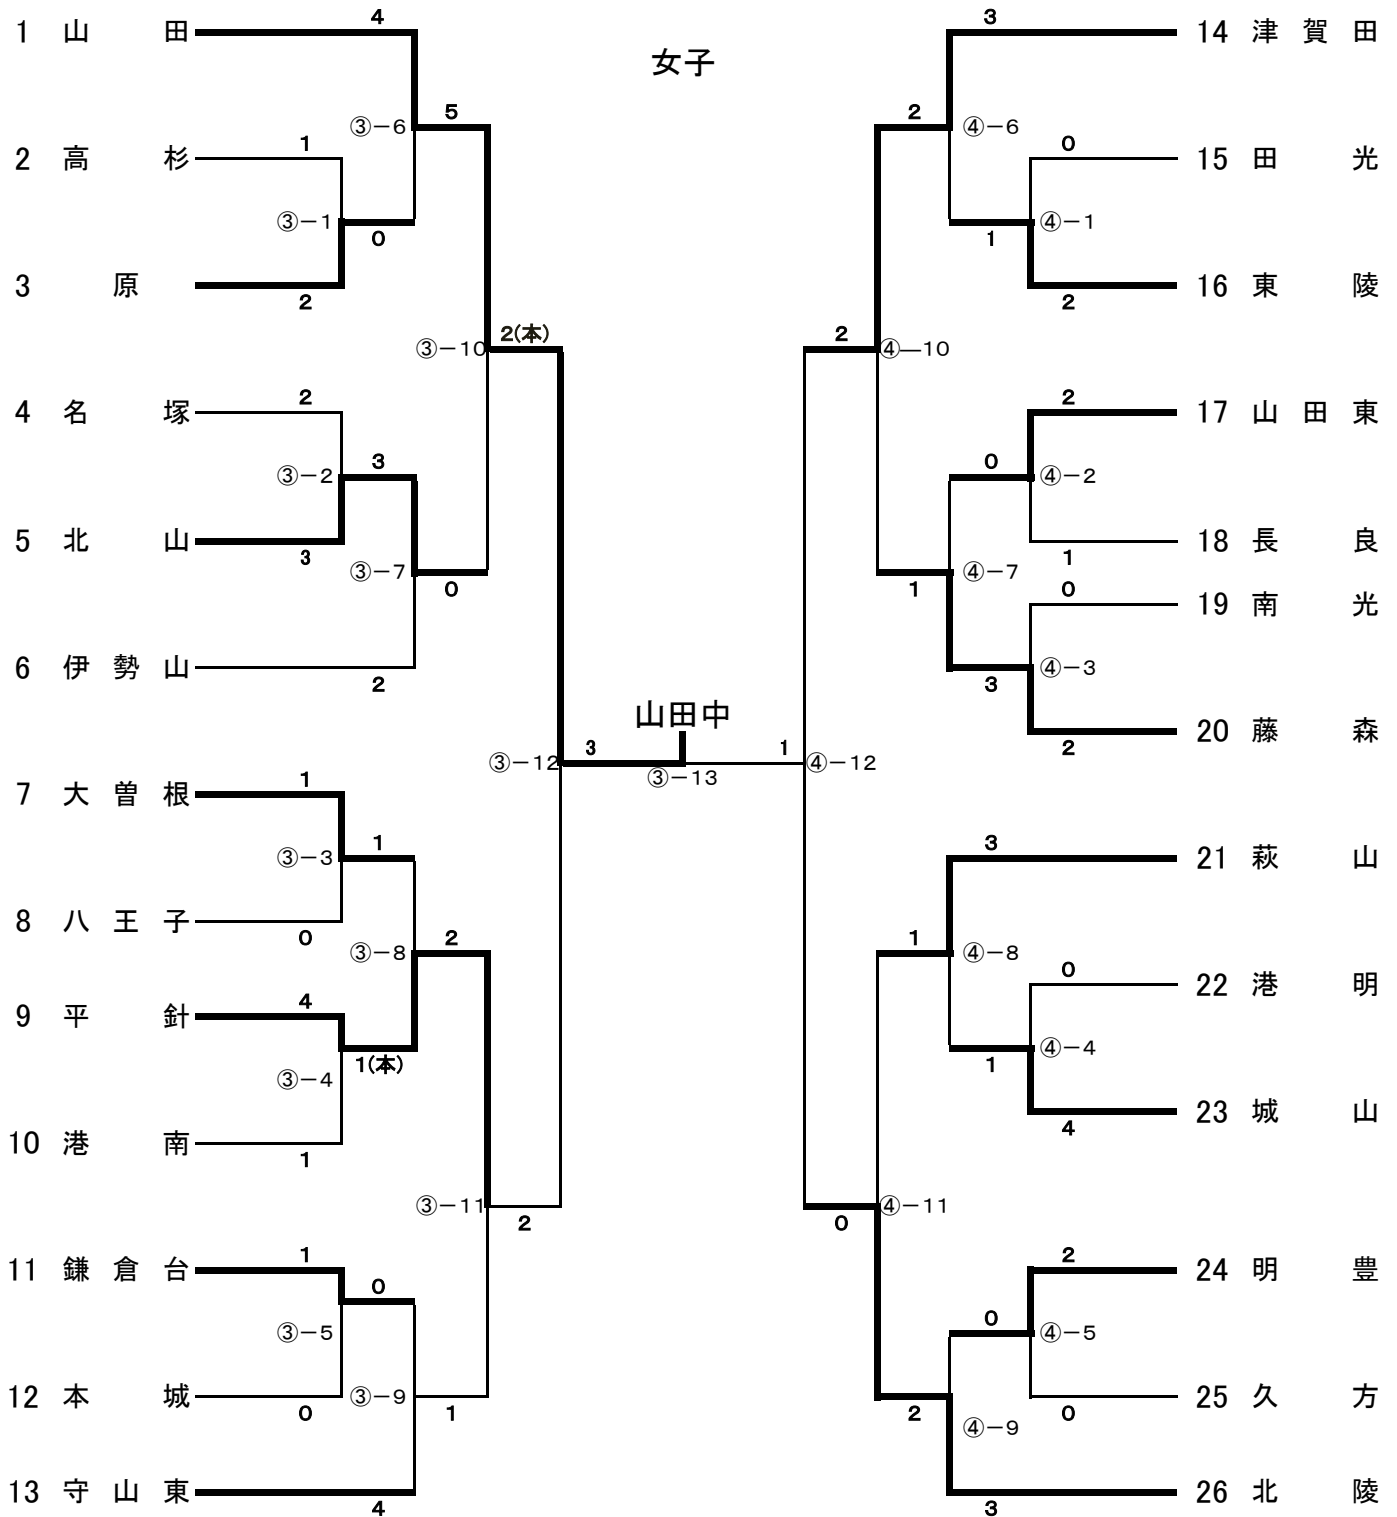 女子
1 山田
4
③－6
5
2 高杉
1
③－1
0
3 原
2
③－10
2(本)
4 名塚
2
③－2
3
5 北山
3
③－7
0
6 伊勢山
2
③－12
3
7 大曽根
1
③－3
1
8 八王子
0
③－8
2
9 平針
4
1(本)
③－4
10 港南
1
③－11
2
11 鎌倉台
1
0
③－5
12 本城
0
③－9
1
13 守山東
4
山田中
③－13
3
14 津賀田
2
④－6
0
15 田光
④－1
1
16 東陵
2
2
④―10
2
17 山田東
0
④－2
18 長良
1
④－7
1
0
19 南光
④－3
3
20 藤森
2
1
④－12
3
21 萩山
1
④－8
0
22 港明
④－4
1
23 城山
4
④－11
0
2
24 明豊
0
④－5
25 久方
0
2
④－9
26 北陵
3